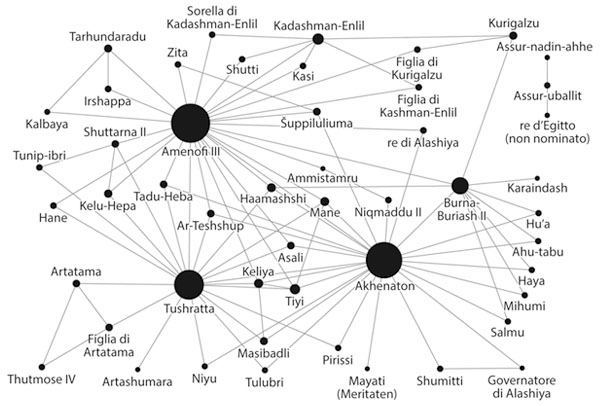 Sorella di
Kadashman-Enlil
Kadashman-Enlil
Kurigalzu
Tarhundaradu
Zita
Assur-nadin-ahhe
Shutti
Kasi
Figlia di
Kurigalzu
Irshappa
Figlia di
Kashman-Enlil
Assur-uballit
Kalbaya
Šuppiluliuma
re d'Egitto
(non nominato)
Shuttarna II
Amenofi III
re di Alashiya
Tunip-ibri
Ammistamru
Karaindash
Tadu-Heba
Haamashshi
Niqmaddu II
Burna-
Buriash II
Hane
Kelu-Hepa
Mane
Hu'a
Ar-Teshshup
Asali
Ahu-tabu
Artatama
Keliya
Akhenaton
Haya
Tushratta
Tiyi
Mihumi
Salmu
Figlia di
Artatama
Masibadli
Pirissi
Thutmose IV
Artashumara
Niyu
Tulubri
Mayati
(Meritaten)
Shumitti
Governatore
di Alashiya